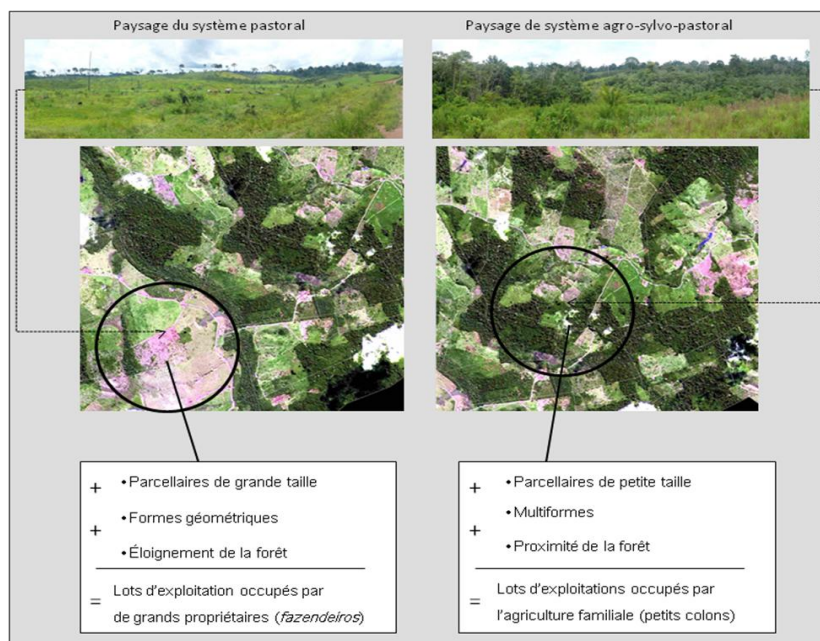 Paysage du système pastoral
Paysage de système agro-sylvo-pastoral
+ •Parcellaires de grande taille
+ •Formes géométriques
•Éloignement de la forêt
= Lots d'exploitation occupés par
de grands propriétaires (fazendeiros)
+ •Parcellaires de petite taille
+ •Multiformes
•Proximité de la forêt
= Lots d'exploitations occupés par
l'agriculture familiale (petits colons)